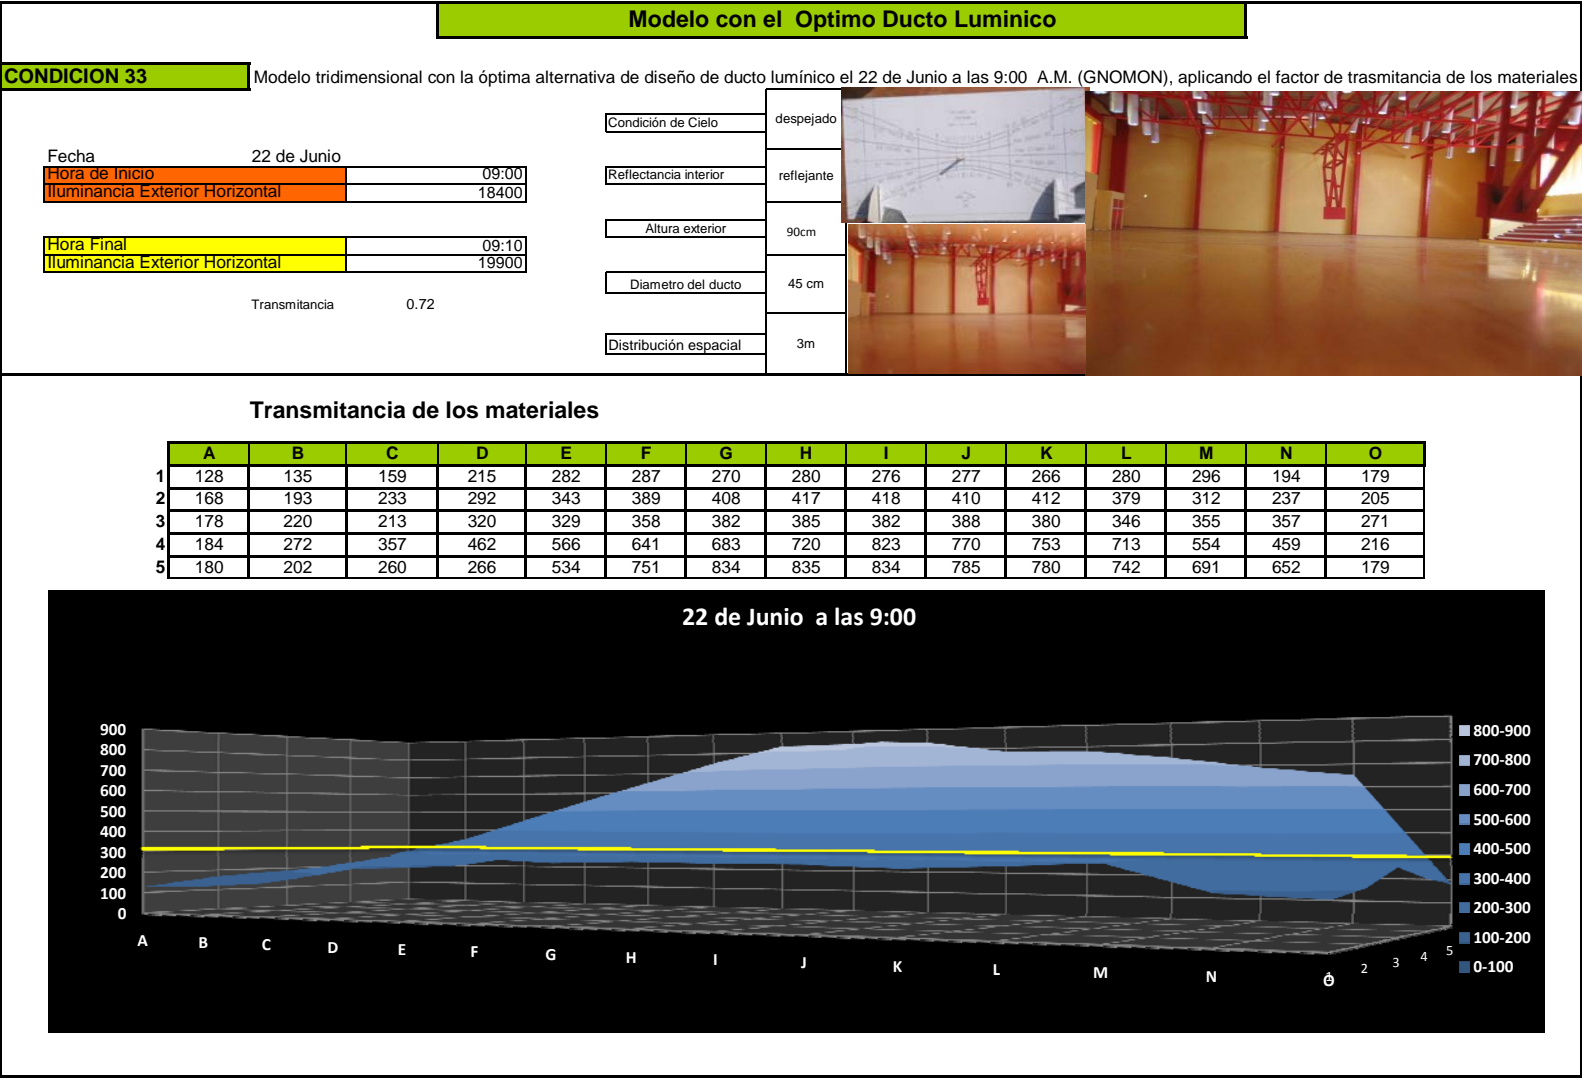 Modelo con el Optimo Ducto Luminico
CONDICION 33
Modelo tridimensional con la óptima alternativa de diseño de ducto lumínico el 22 de Junio a las 9:00 A.M. (GNOMON), aplicando el factor de trasmitancia de los materiales
Fecha 22 de Junio
Hora de Inicio 09:00
Iluminancia Exterior Horizontal 18400
Hora Final 09:10
Iluminancia Exterior Horizontal 19900
Transmitancia 0.72
Condición de Cielo despejado
Reflectancia interior reflejante
Altura exterior 90cm
Diametro del ducto 45 cm
Distribución espacial 3m
Transmitancia de los materiales
A B C D E F G H I J K L M N O
1 128 135 159 215 282 287 270 280 276 277 266 280 296 194 179
2 168 193 233 292 343 389 408 417 418 410 412 379 312 237 205
3 178 220 213 320 329 358 382 385 382 388 380 346 355 357 271
4 184 272 357 462 566 641 683 720 823 770 753 713 554 459 216
5 180 202 260 266 534 751 834 835 834 785 780 742 691 652 179
22 de Junio a las 9:00
900
800
700
600
500
400
300
200
100
0
A B C D E F G H I J K L M N O
1 2 3 4 5
800-900
700-800
600-700
500-600
400-500
300-400
200-300
100-200
0-100